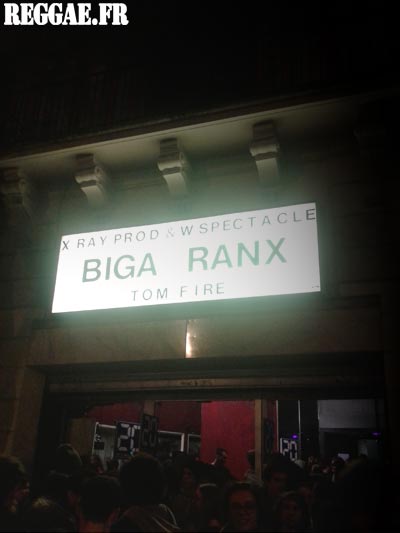 REGGAE.FR
X RAY PROD & W SPECTACLE
BIGA RANX
TOM FIRE